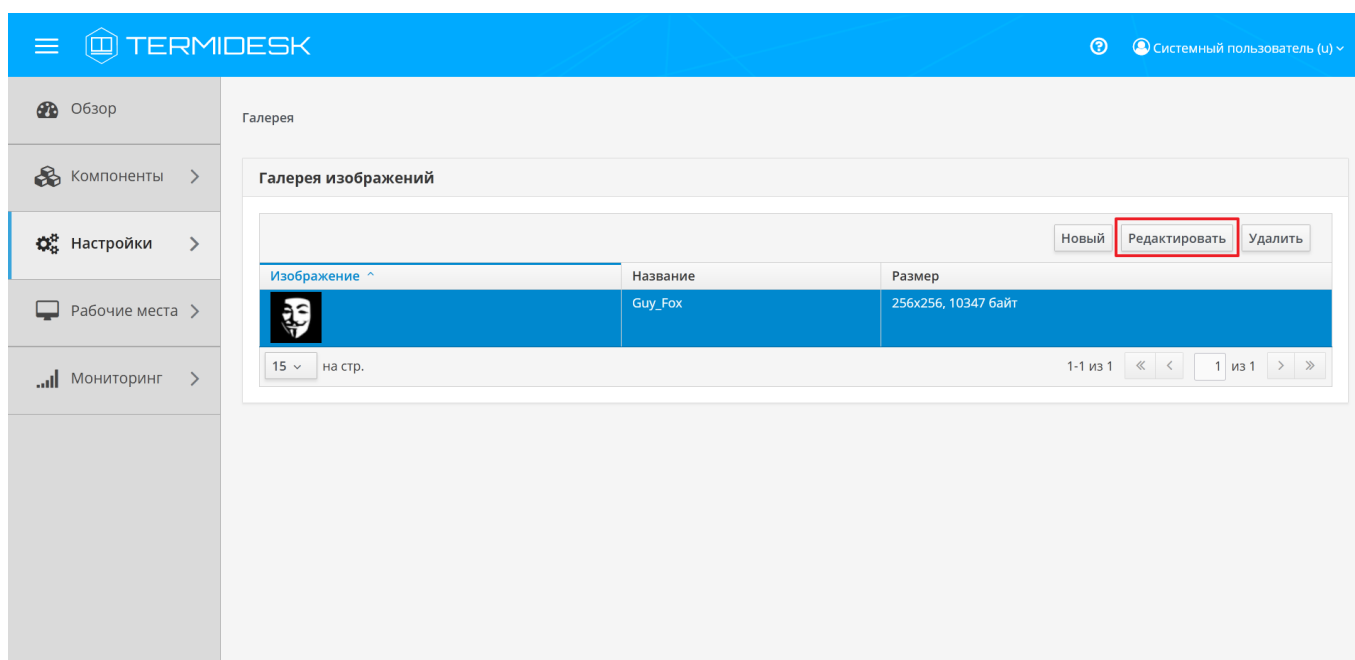 TERMIDESK
Системный пользователь (u)
Обзор
Компоненты
Настройки
Рабочие места
Мониторинг
Галерея
Галерея изображений
Новый Редактировать Удалить
Изображение Название Размер
Guy_Fox 256x256, 10347 байт
15 на стр. 1-1 из 1 1 из 1